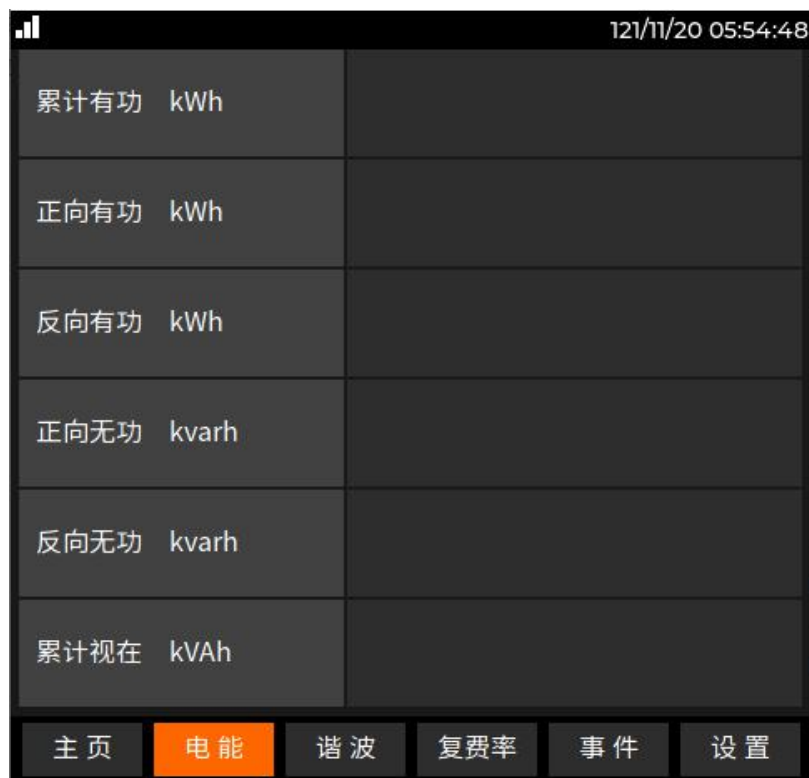 121/11/20 05:54:48
累计有功 kWh
正向有功 kWh
反向有功 kWh
正向无功 kvarh
反向无功 kvarh
累计视在 kVAh
主页 电能 谐波 复费率 事件 设置